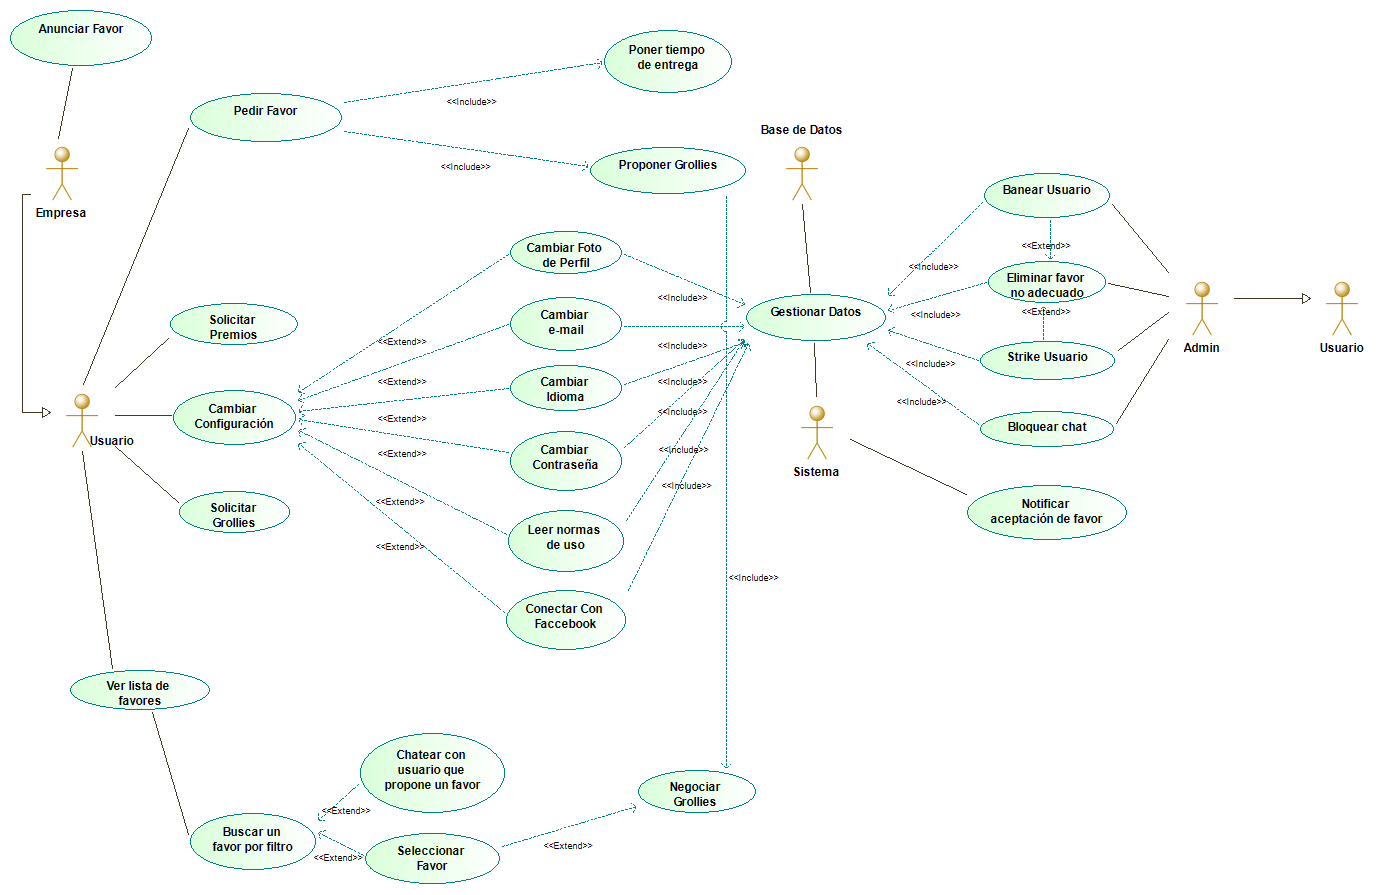 Anunciar Favor
Poner tiempo
de entrega
Pedir Favor
<<Include>>
<<Include>>
Proponer Grollies
Base de Datos
Empresa
Banear Usuario
Cambiar Foto
de Perfil
<<Extend>>
<<Include>>
Eliminar favor
no adecuado
<<Include>>
Cambiar
e-mail
Gestionar Datos
<<Include>>
<<Extend>>
Solicitar
Premios
<<Extend>>
Admin
Usuario
<<Include>>
Strike Usuario
<<Include>>
<<Extend>>
Cambiar
Idioma
<<Include>>
Cambiar
Configuración
<<Include>>
<<Extend>>
Bloquear chat
Usuario
<<Extend>>
Cambiar
Contraseña
<<Include>>
Sistema
<<Include>>
<<Extend>>
Solicitar
Grollies
Notificar
aceptación de favor
Leer normas
de uso
<<Extend>>
<<Include>>
Conectar Con
Faccebook
Ver lista de
favores
Chatear con
usuario que
propone un favor
Negociar
Grollies
<<Extend>>
Buscar un
favor por filtro
<<Extend>>
Seleccionar
Favor
<<Extend>>